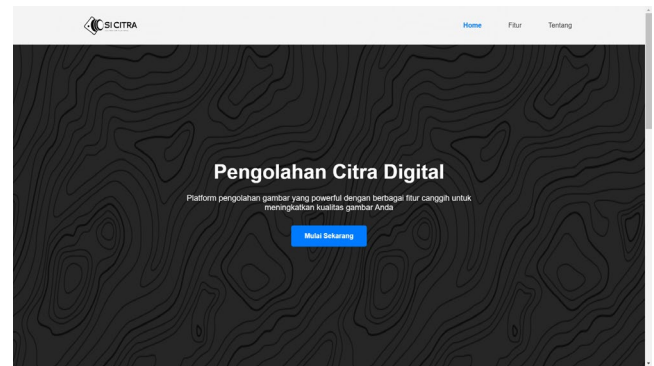 SI CITRA
Home
Fitur
Tentang
Pengolahan Citra Digital
Platform pengolahan gambar yang powerful dengan berbagai fitur canggih untuk
meningkatkan kualitas gambar Anda
Mulai Sekarang